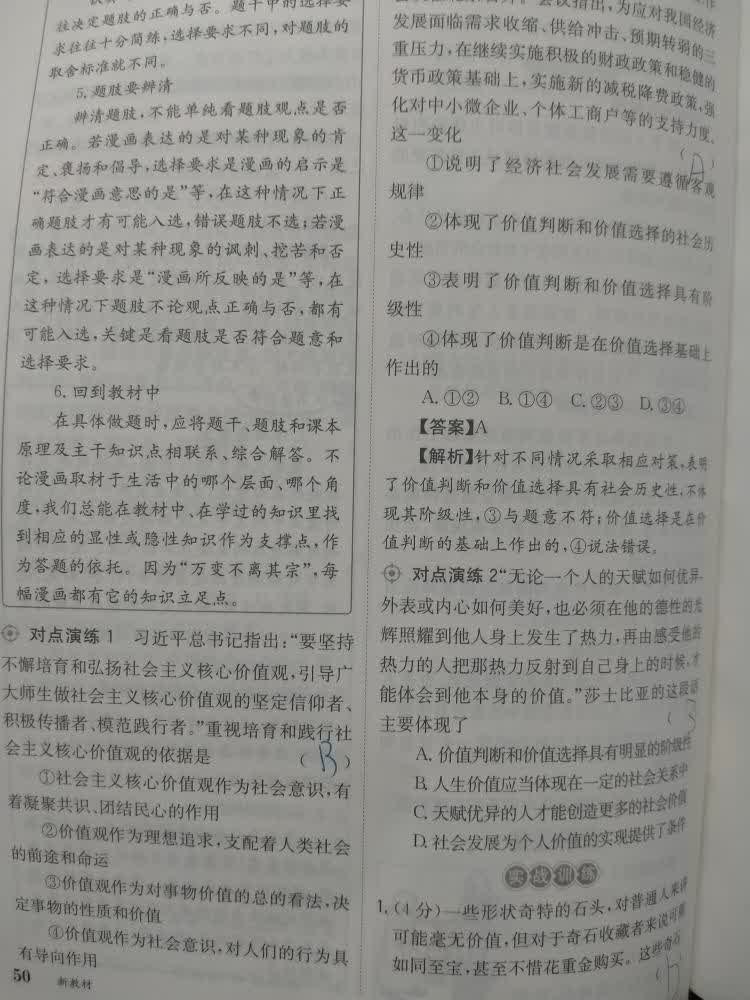 往决定题肢的正确与否。题干中的选择要
求往往十分简练,选择要求不同,对题肢的
取舍标准就不同。
5.题肢要辨清
辨清题肢,不能单纯看题肢观点是否
正确。若漫画表达的是对某种现象的肯
定、褒扬和倡导,选择要求是漫画的启示是
“符合漫画意思的是”等,在这种情况下正
确题肢才有可能入选,错误题肢不选;若漫
画表达的是对某种现象的讽刺、挖苦和否
定,选择要求是“漫画所反映的是”等,在
这种情况下题肢不论观点正确与否,都有
可能入选,关键是看题肢是否符合题意和
选择要求。
6.回到教材中
在具体做题时,应将题干、题肢和课本
原理及主干知识点相联系、综合解答。不
论漫画取材于生活中的哪个层面、哪个角
度,我们总能在教材中、在学过的知识里找
到相应的显性或隐性知识作为支撑点,作
为答题的依托。因为“万变不离其宗”,每
幅漫画都有它的知识立足点。
对点演练1 习近平总书记指出:“要坚持
不懈培育和弘扬社会主义核心价值观,引导广
大师生做社会主义核心价值观的坚定信仰者、
积极传播者、模范践行者。”重视培育和践行社
会主义核心价值观的依据是 (B)
①社会主义核心价值观作为社会意识,有
着凝聚共识、团结民心的作用
②价值观作为理想追求,支配着人类社会
的前途和命运
③价值观作为对事物价值的总的看法,决
定事物的性质和价值
④价值观作为社会意识,对人们的行为具
有导向作用
50 新教材
会议指出,为应对我国经济
发展面临需求收缩、供给冲击、预期转弱的三
重压力,在继续实施积极的财政政策和稳健的
货币政策基础上,实施新的减税降费政策,强
化对中小微企业、个体工商户等的支持力度。
这一变化 (A)
①说明了经济社会发展需要遵循客观
规律
②体现了价值判断和价值选择的社会历
史性
③表明了价值判断和价值选择具有阶
级性
④体现了价值判断是在价值选择基础上
作出的
A.①② B.①④ C.②③ D.③④
【答案】A
【解析】针对不同情况采取相应对策,表明
了价值判断和价值选择具有社会历史性,不体
现其阶级性,③与题意不符;价值选择是在价
值判断的基础上作出的,④说法错误。
对点演练2 “无论一个人的天赋如何优异,
外表或内心如何美好,也必须在他的德性的光
辉照耀到他人身上发生了热力,再由感受他的
热力的人把那热力反射到自己身上的时候,才
能体会到他本身的价值。”莎士比亚的这段话
主要体现了
A.价值判断和价值选择具有明显的阶级性
B.人生价值应当体现在一定的社会关系中
C.天赋优异的人才能创造更多的社会价值
D.社会发展为个人价值的实现提供了条件
实战训练
1.(4分)一些形状奇特的石头,对普通人来讲
可能毫无价值,但对于奇石收藏者来说可能
如同至宝,甚至不惜花重金购买。这些奇石